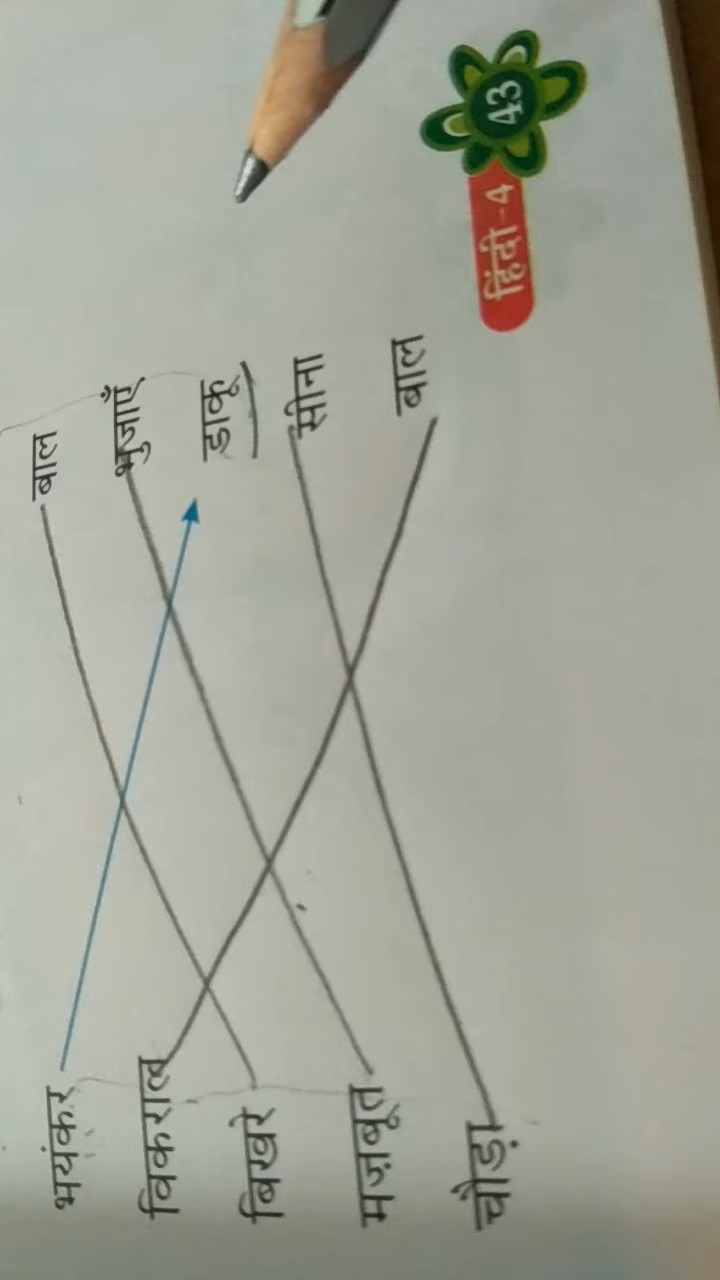 भयंकर बाल
विकराल भुजाएँ
बिखरे डाकू
मज़बूत सीना
चौड़ा बाल
हिंदी-4 43